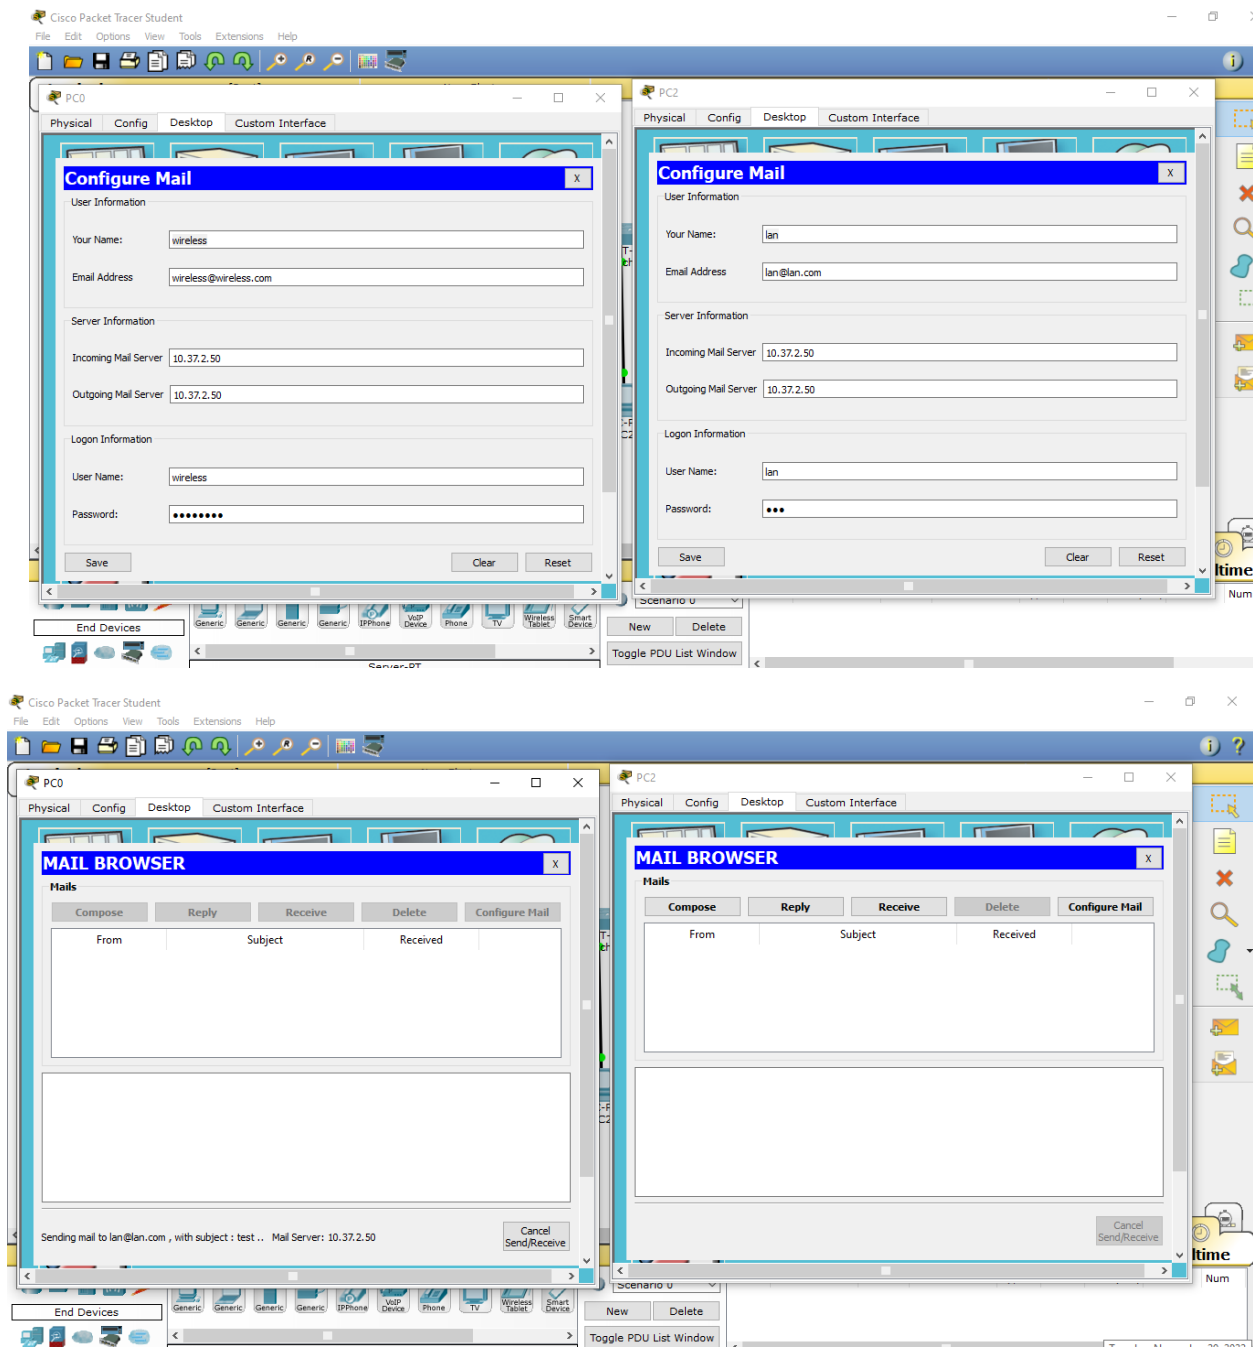 Cisco Packet Tracer Student
File Edit Options View Tools Extensions Help
PC0
Physical Config Desktop Custom Interface
Configure Mail X
User Information
Your Name: wireless
Email Address wireless@wireless.com
Server Information
Incoming Mail Server 10.37.2.50
Outgoing Mail Server 10.37.2.50
Logon Information
User Name: wireless
Password: ••••••••
Save Clear Reset
PC2
Physical Config Desktop Custom Interface
Configure Mail X
User Information
Your Name: lan
Email Address lan@lan.com
Server Information
Incoming Mail Server 10.37.2.50
Outgoing Mail Server 10.37.2.50
Logon Information
User Name: lan
Password: •••
Save Clear Reset
ltime
Num
Scenario 0
New Delete
Toggle PDU List Window
End Devices
Generic Generic Generic Generic IPPhone VoIP Device Phone TV Wireless Tablet Smart Device
Server-PT
Cisco Packet Tracer Student
File Edit Options View Tools Extensions Help
PC0
Physical Config Desktop Custom Interface
MAIL BROWSER X
Mails
Compose Reply Receive Delete Configure Mail
From Subject Received
Sending mail to lan@lan.com , with subject : test .. Mail Server: 10.37.2.50
Cancel
Send/Receive
PC2
Physical Config Desktop Custom Interface
MAIL BROWSER X
Mails
Compose Reply Receive Delete Configure Mail
From Subject Received
Cancel
Send/Receive
ltime
Num
Scenario 0
New Delete
Toggle PDU List Window
End Devices
Generic Generic Generic Generic IPPhone VoIP Device Phone TV Wireless Tablet Smart Device